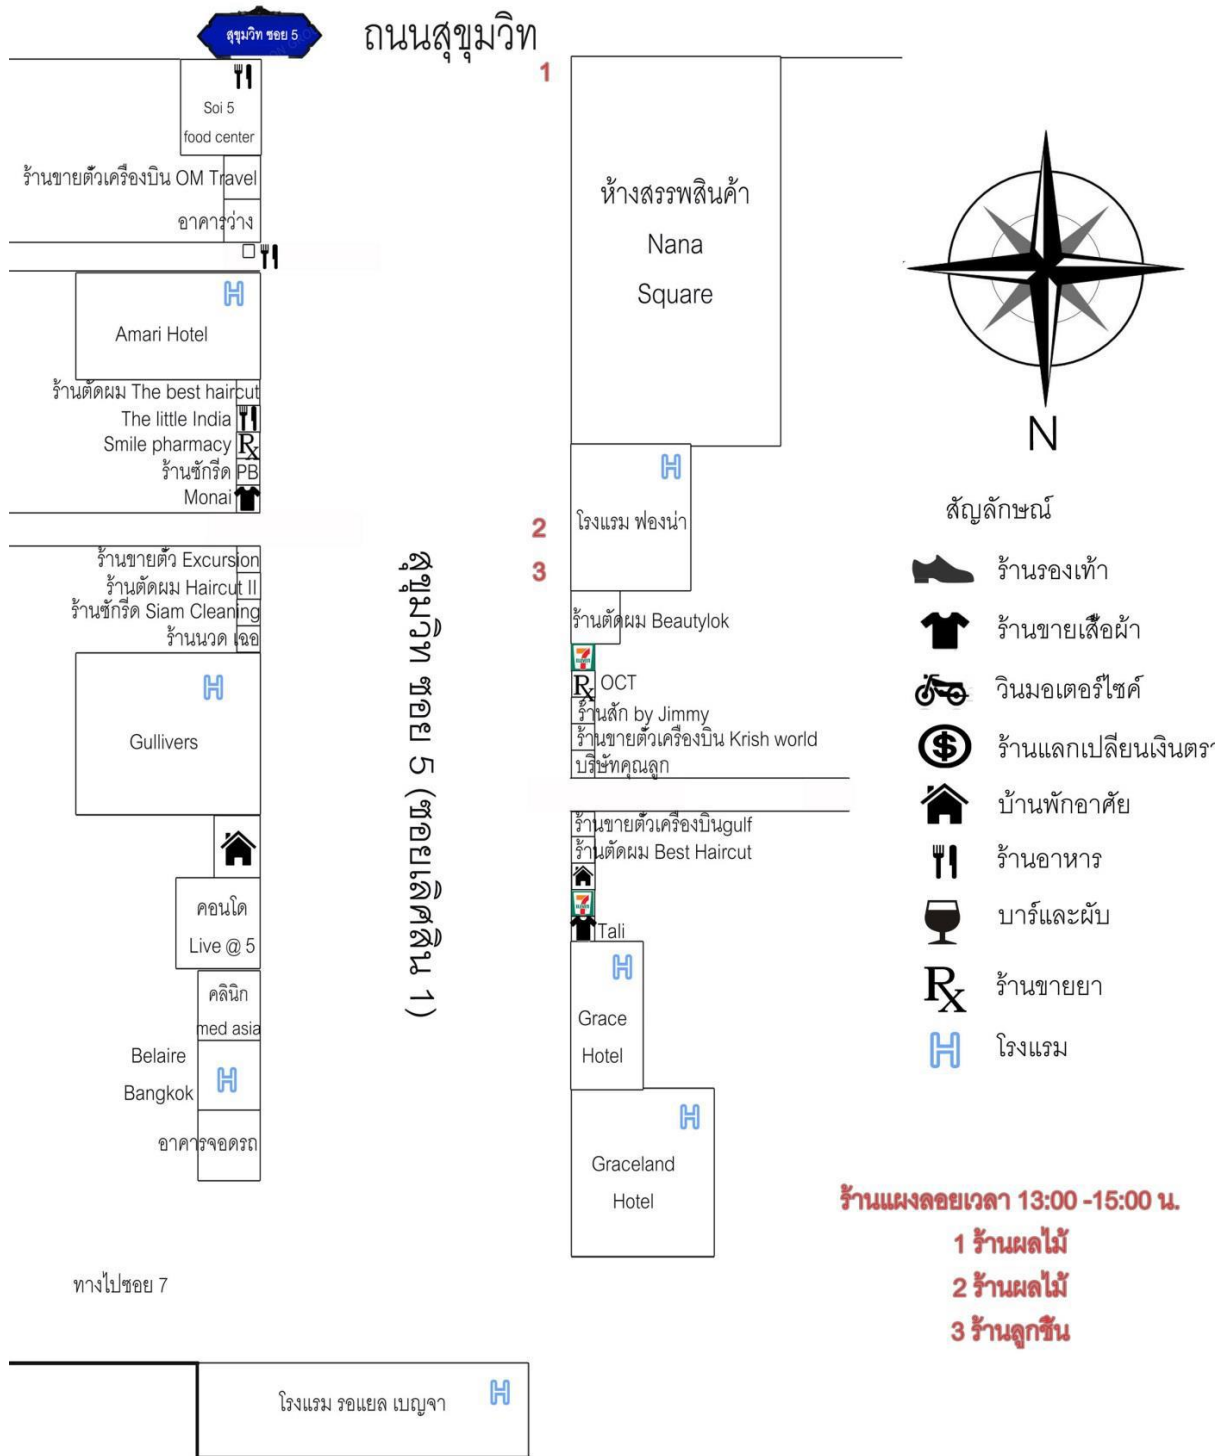 สุขุมวิท ซอย 5
ถนนสุขุมวิท
1
Soi 5
food center
ร้านขายตั๋วเครื่องบิน OM Travel
อาคารว่าง
ห้างสรรพสินค้า
Nana
Square
Amari Hotel
ร้านตัดผม The best haircut
The little India
Smile pharmacy
ร้านซักรีด PB
Monai
ร้านขายตั๋ว Excursion
ร้านตัดผม Haircut II
ร้านซักรีด Siam Cleaning
ร้านนวด เฉอ
Gullivers
คอนโด
Live @ 5
คลินิก
med asia
Belaire
Bangkok
อาคารจอดรถ
ทางไปซอย 7
สุขุมวิท ซอย 5 (ซอยเลิศสิน 1)
2
3
โรงแรม ฟองน่า
ร้านตัดผม Beautylok
OCT
ร้านสัก by Jimmy
ร้านขายตั๋วเครื่องบิน Krish world
บริษัทคุณลูก
ร้านขายตั๋วเครื่องบินgulf
ร้านตัดผม Best Haircut
Tali
Grace
Hotel
Graceland
Hotel
โรงแรม รอแยล เบญจา
N
สัญลักษณ์
ร้านรองเท้า
ร้านขายเสื้อผ้า
วินมอเตอร์ไซค์
ร้านแลกเปลี่ยนเงินตรา
บ้านพักอาศัย
ร้านอาหาร
บาร์และผับ
Rx ร้านขายยา
H โรงแรม
ร้านแผงลอยเวลา 13:00 -15:00 น.
1 ร้านผลไม้
2 ร้านผลไม้
3 ร้านลูกชิ้น